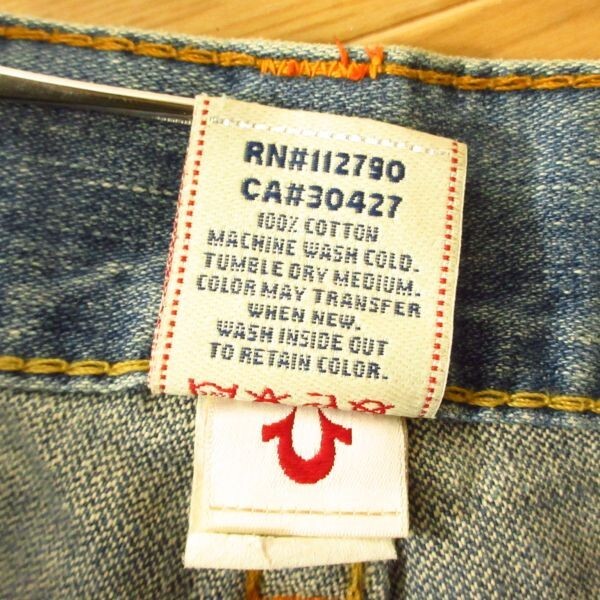 RN#112790
CA#30427
100% COTTON
MACHINE WASH COLD.
TUMBLE DRY MEDIUM.
COLOR MAY TRANSFER
WHEN NEW.
WASH INSIDE OUT
TO RETAIN COLOR.